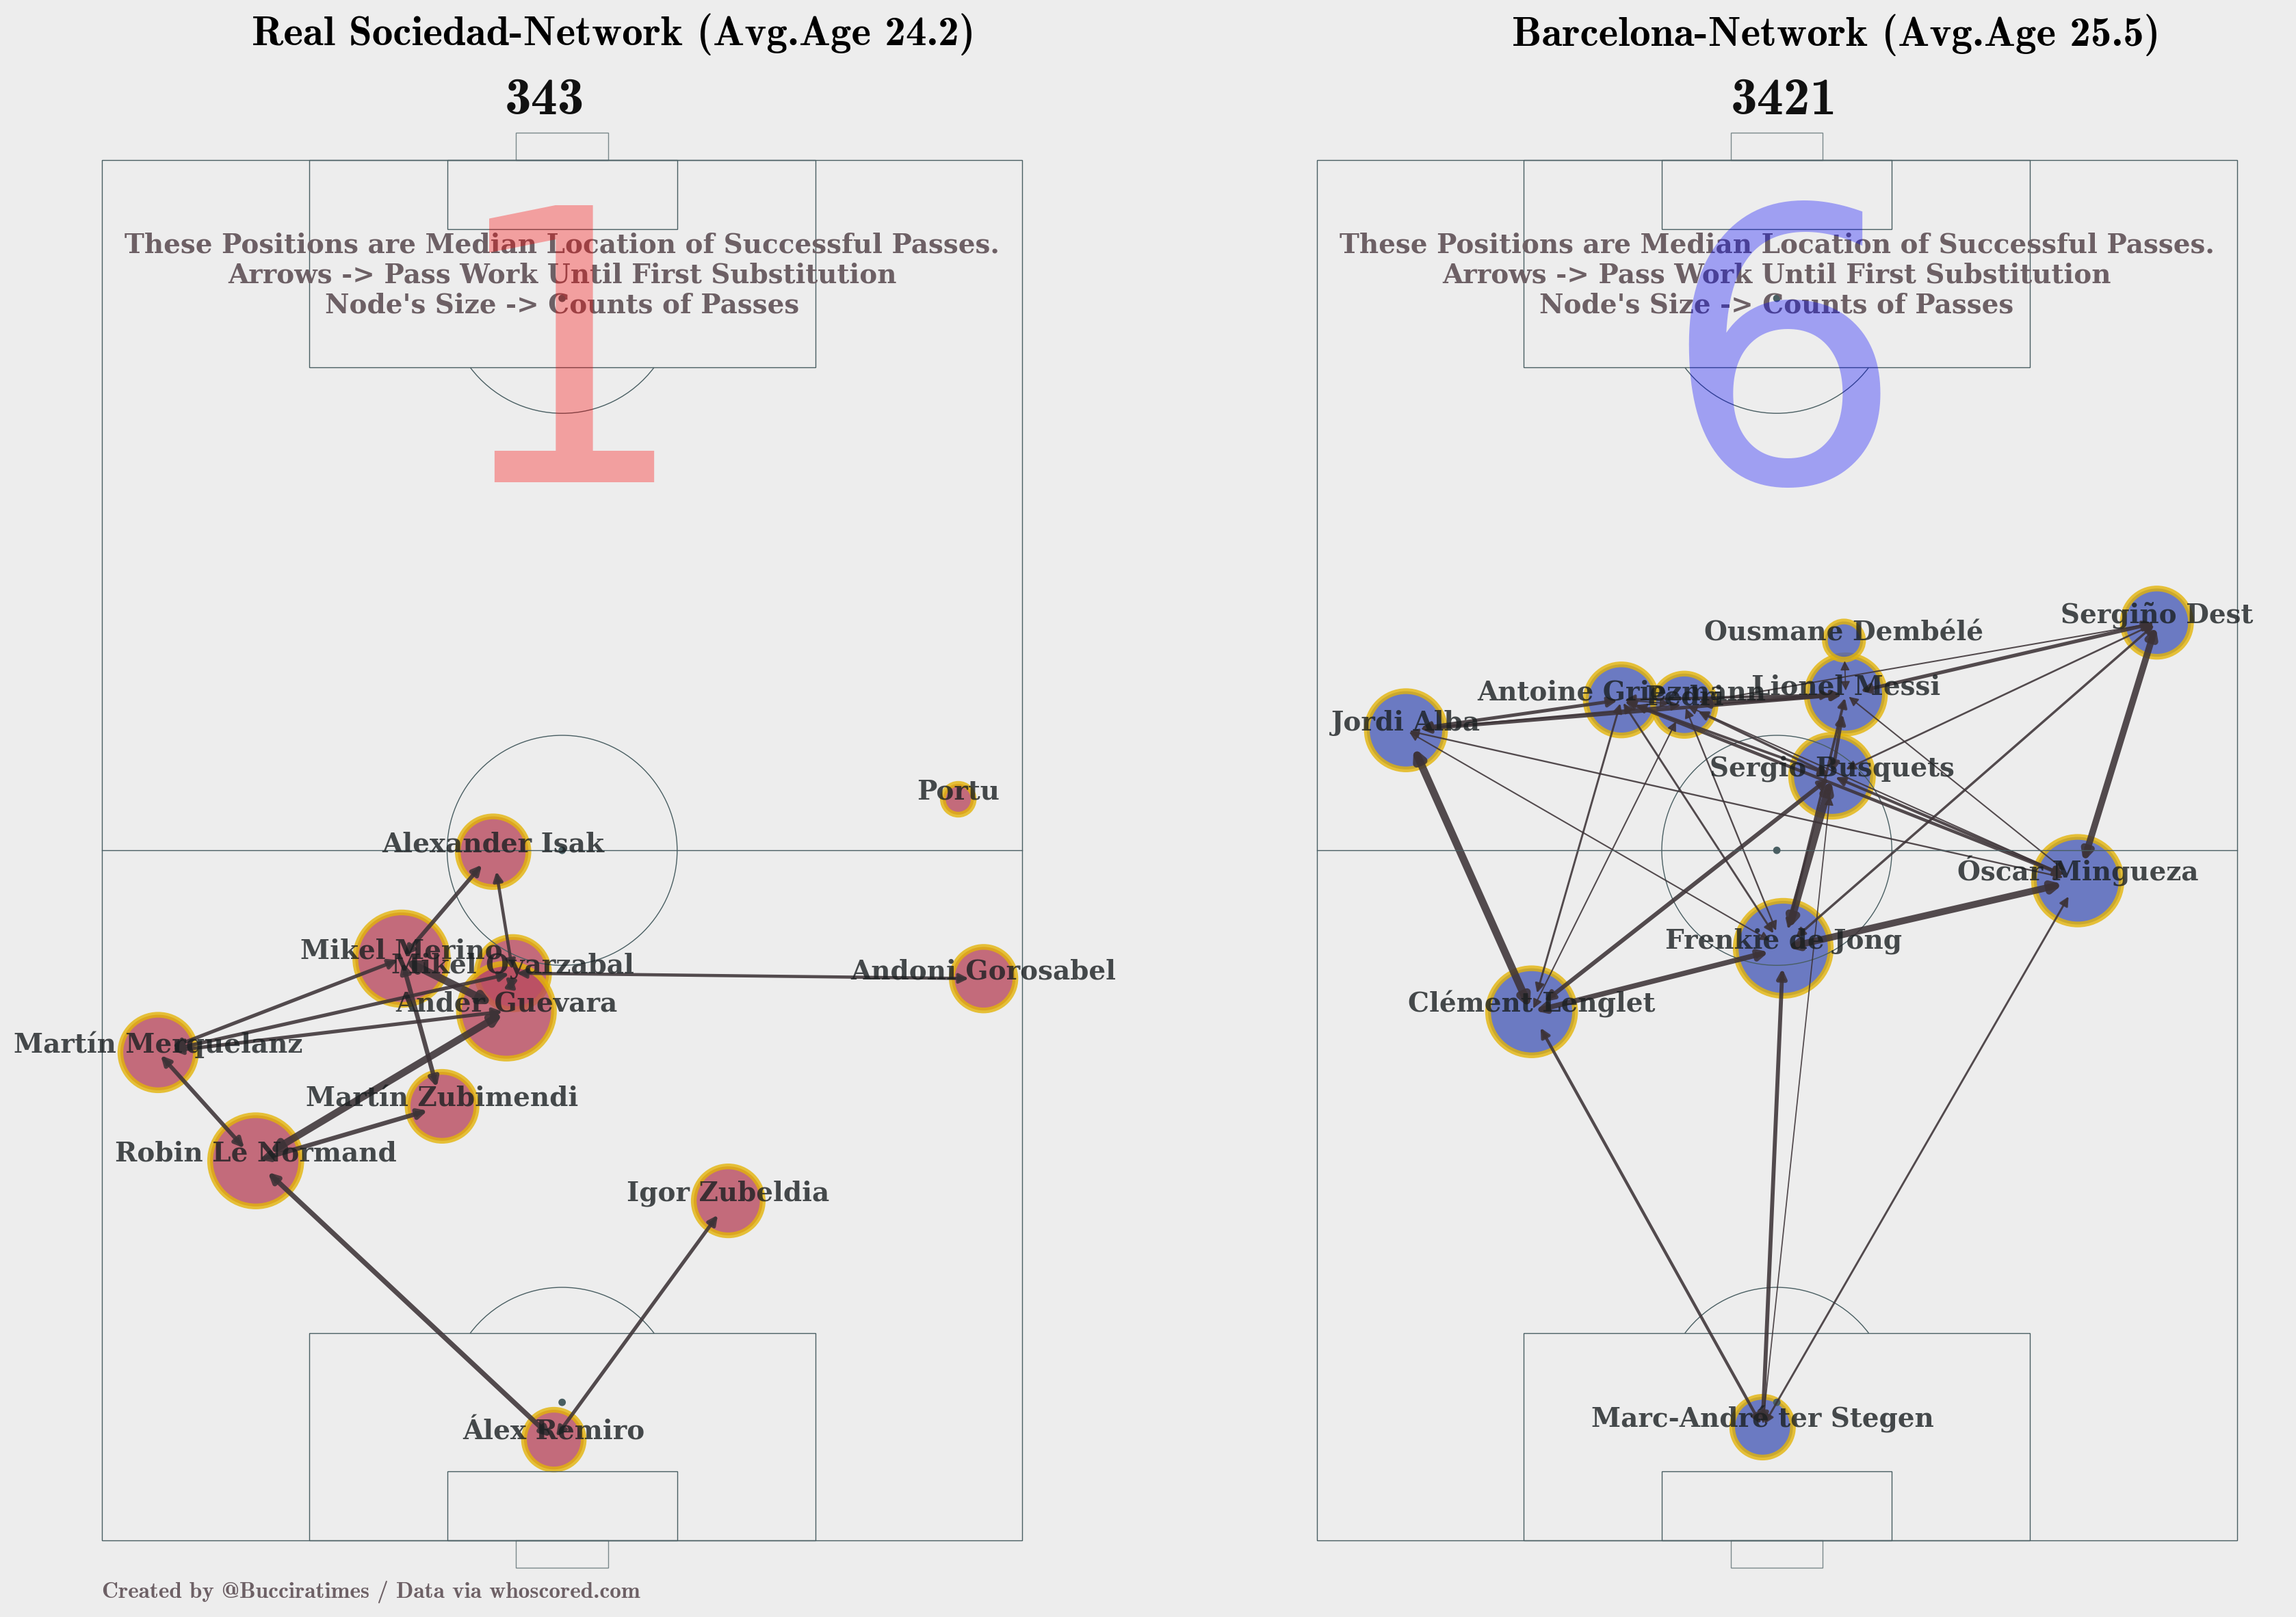 Real Sociedad-Network (Avg.Age 24.2)
343
1
These Positions are Median Location of Successful Passes.
Arrows -> Pass Work Until First Substitution
Node's Size -> Counts of Passes
Portu
Alexander Isak
Mikel Merino
Mikel Oyarzabal
Andoni Gorosabel
Ander Guevara
Martín Merquelanz
Martín Zubimendi
Robin Le Normand
Igor Zubeldia
Álex Remiro
Created by @Bucciratimes / Data via whoscored.com
Barcelona-Network (Avg.Age 25.5)
3421
6
These Positions are Median Location of Successful Passes.
Arrows -> Pass Work Until First Substitution
Node's Size -> Counts of Passes
Sergiño Dest
Ousmane Dembélé
Antoine Griezmann
Pedri
Lionel Messi
Jordi Alba
Sergio Busquets
Óscar Mingueza
Frenkie de Jong
Clément Lenglet
Marc-André ter Stegen